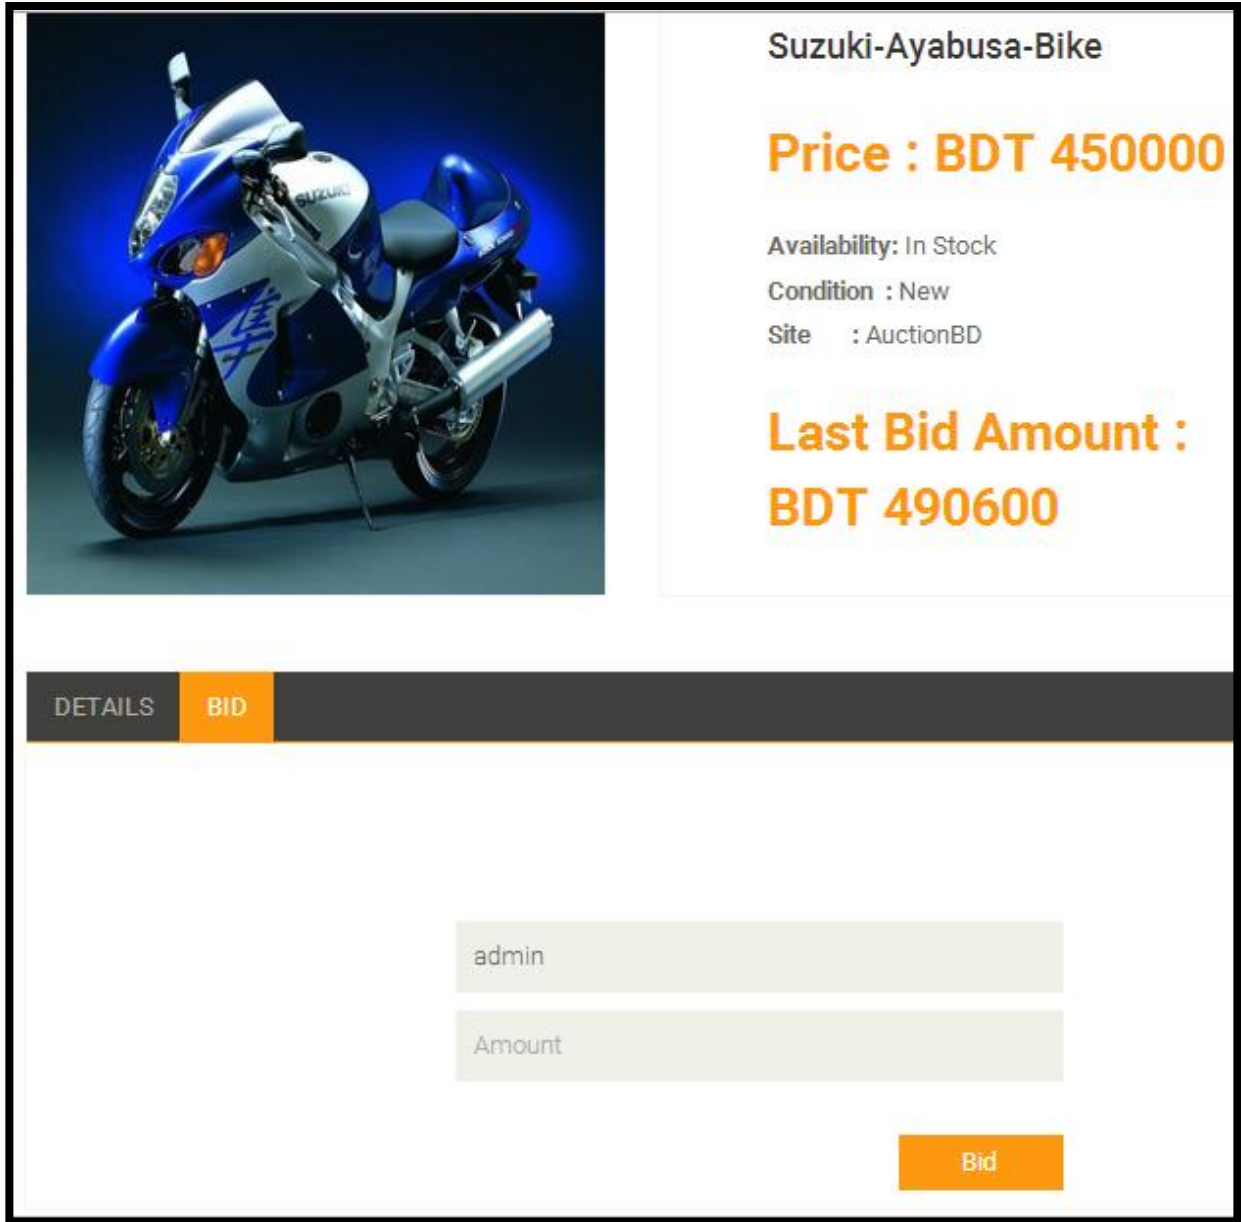 SUZUKI
Suzuki-Ayabusa-Bike
Price : BDT 450000
Availability: In Stock
Condition : New
Site : AuctionBD
Last Bid Amount :
BDT 490600
DETAILS BID
admin
Amount
Bid